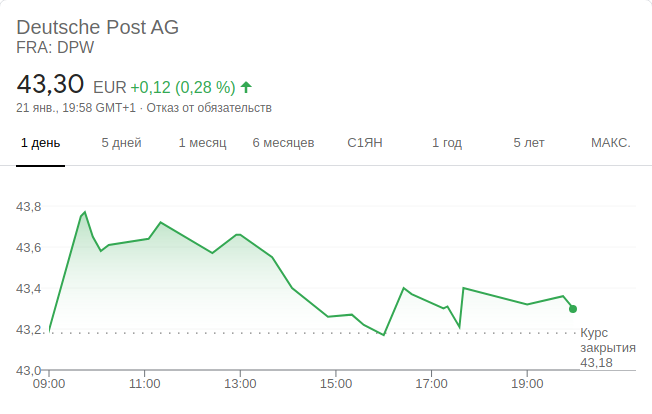 Deutsche Post AG
FRA: DPW
43,30 EUR +0,12 (0,28 %)
21 янв., 19:58 GMT+1 · Отказ от обязательств
1 день 5 дней 1 месяц 6 месяцев С1ЯН 1 год 5 лет МАКС.
43,8
43,6
43,4
43,2
43,0
Курс
закрытия
43,18
09:00 11:00 13:00 15:00 17:00 19:00